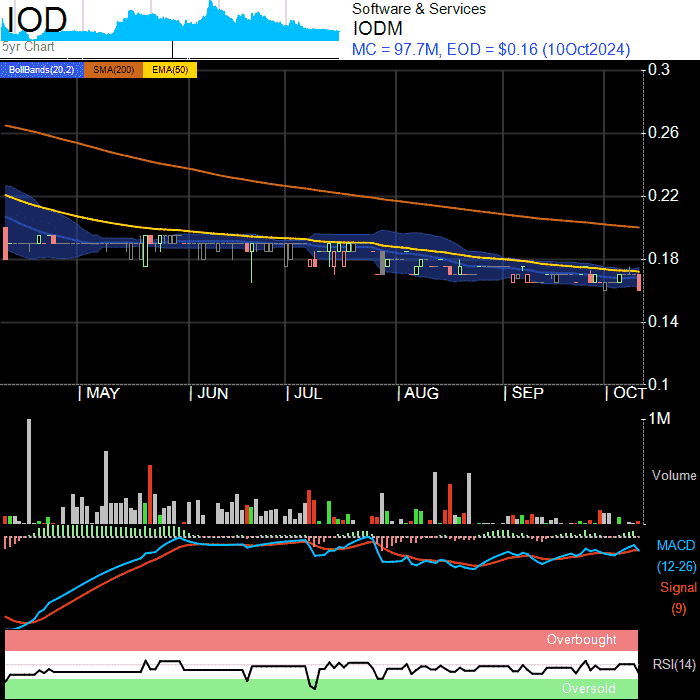 IOD
5yr Chart
Software & Services
IODM
MC = 97.7M, EOD = $0.16 (10Oct2024)
BollBands(20,2) SMA(200) EMA(50)
0.3
0.26
0.22
0.18
0.14
0.1
MAY JUN JUL AUG SEP OCT
1M
Volume
MACD
(12-26)
Signal
(9)
Overbought
RSI(14)
Oversold